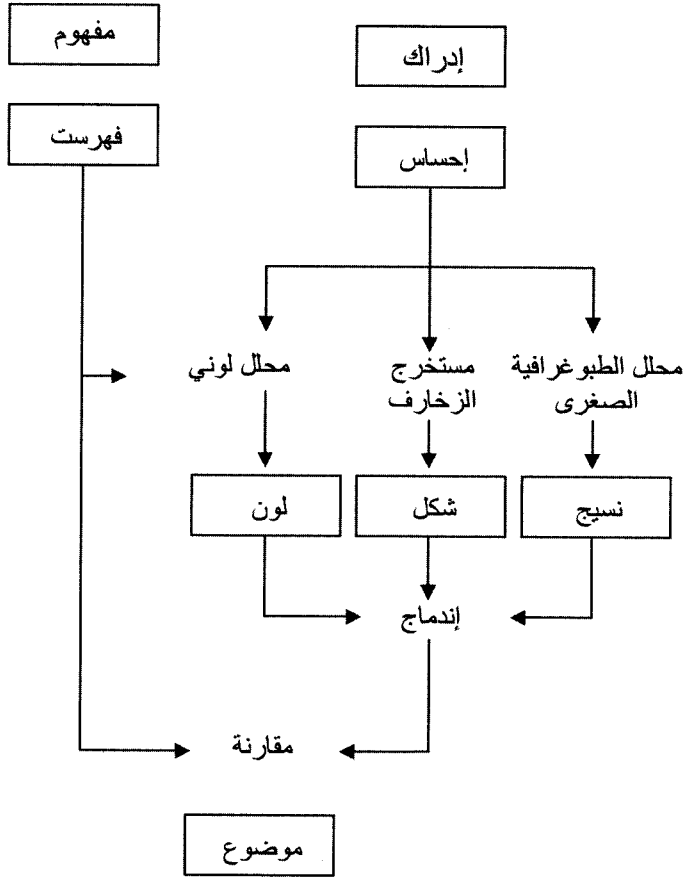 مفهوم
إدراك
فهرست
إحساس
محلل الطبوغرافية
الصغرى
مستخرج
الزخارف
محلل لوني
نسيج
شكل
لون
إندماج
مقارنة
موضوع